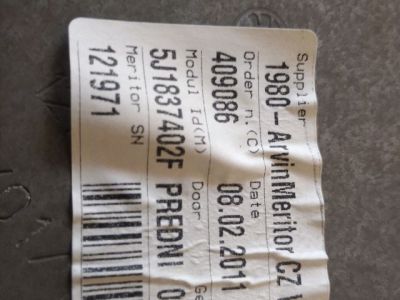 Supplier
1980-ArvinMeritor CZ
Order n.(C) Date
409086 08.02.2011
Modul Id(M) Door
5J1837402F PREDNI
Meritor SN
121971